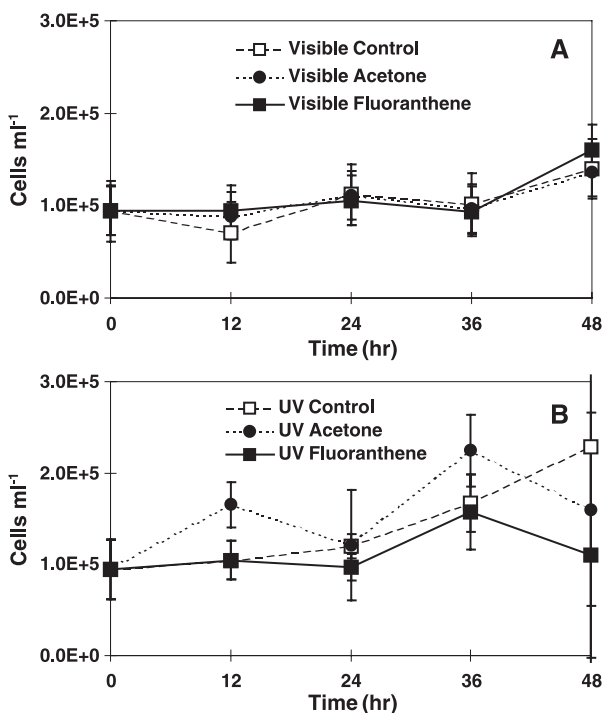 3.0E+5
A
Visible Control
Visible Acetone
Visible Fluoranthene
2.0E+5
Cells ml⁻¹
1.0E+5
0.0E+0
0 12 24 36 48
Time (hr)
3.0E+5
B
UV Control
UV Acetone
UV Fluoranthene
2.0E+5
Cells ml⁻¹
1.0E+5
0.0E+0
0 12 24 36 48
Time (hr)